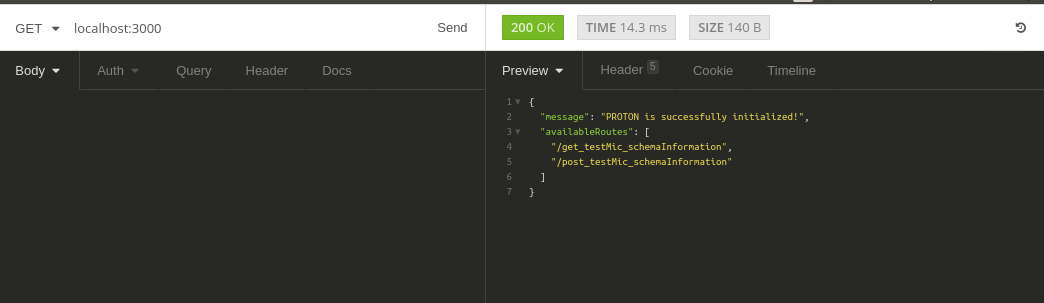 GET localhost:3000 Send
200 OK TIME 14.3 ms SIZE 140 B
Body Auth Query Header Docs
Preview Header 5 Cookie Timeline
1 {
2 "message": "PROTON is successfully initialized!",
3 "availableRoutes": [
4 "/get_testMic_schemaInformation",
5 "/post_testMic_schemaInformation"
6 ]
7 }